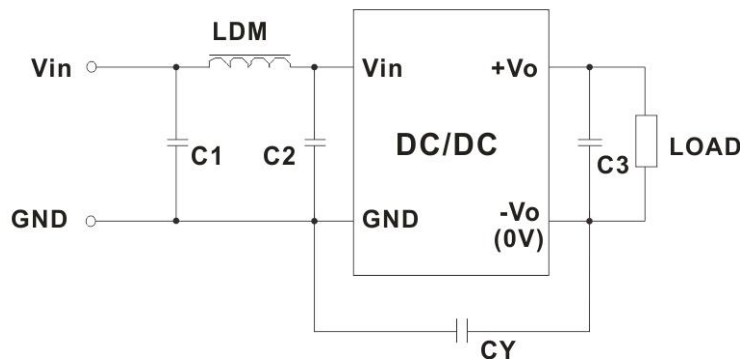 LDM
Vin
Vin
+Vo
C1
C2
DC/DC
C3
LOAD
GND
GND
-Vo
(0V)
CY